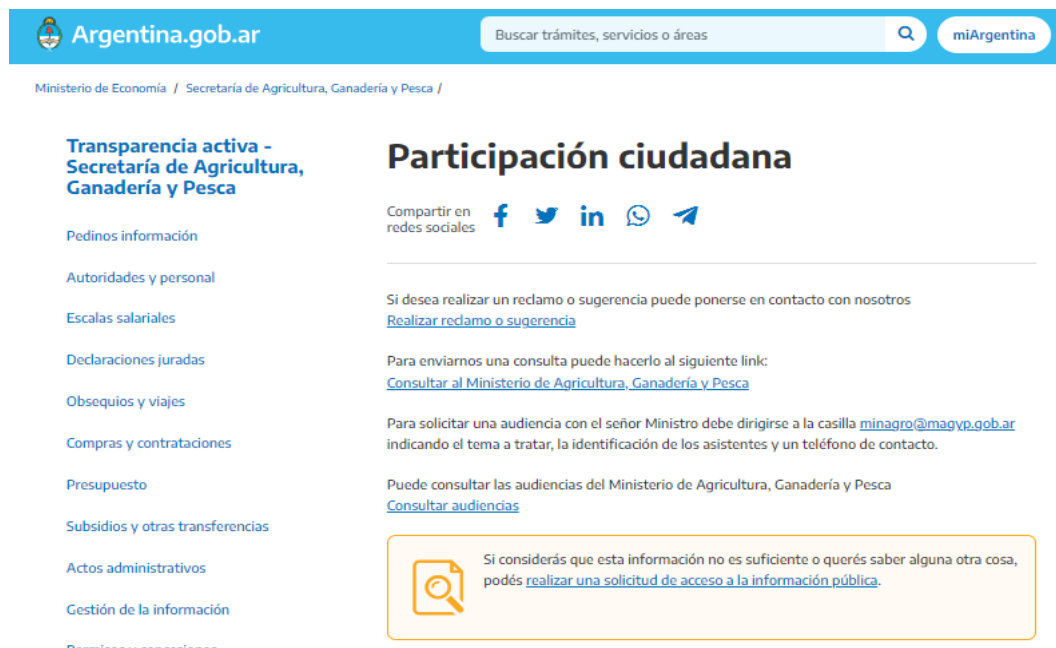 Argentina.gob.ar
Buscar trámites, servicios o áreas
miArgentina
Ministerio de Economía / Secretaría de Agricultura, Ganadería y Pesca /
Transparencia activa -
Secretaría de Agricultura,
Ganadería y Pesca
Pedinos información
Autoridades y personal
Escalas salariales
Declaraciones juradas
Obsequios y viajes
Compras y contrataciones
Presupuesto
Subsidios y otras transferencias
Actos administrativos
Gestión de la información
Participación ciudadana
Compartir en
redes sociales
Si desea realizar un reclamo o sugerencia puede ponerse en contacto con nosotros
Realizar reclamo o sugerencia
Para enviarnos una consulta puede hacerlo al siguiente link:
Consultar al Ministerio de Agricultura, Ganadería y Pesca
Para solicitar una audiencia con el señor Ministro debe dirigirse a la casilla minagro@magyp.gob.ar
indicando el tema a tratar, la identificación de los asistentes y un teléfono de contacto.
Puede consultar las audiencias del Ministerio de Agricultura, Ganadería y Pesca
Consultar audiencias
Si considerás que esta información no es suficiente o querés saber alguna otra cosa,
podés realizar una solicitud de acceso a la información pública.